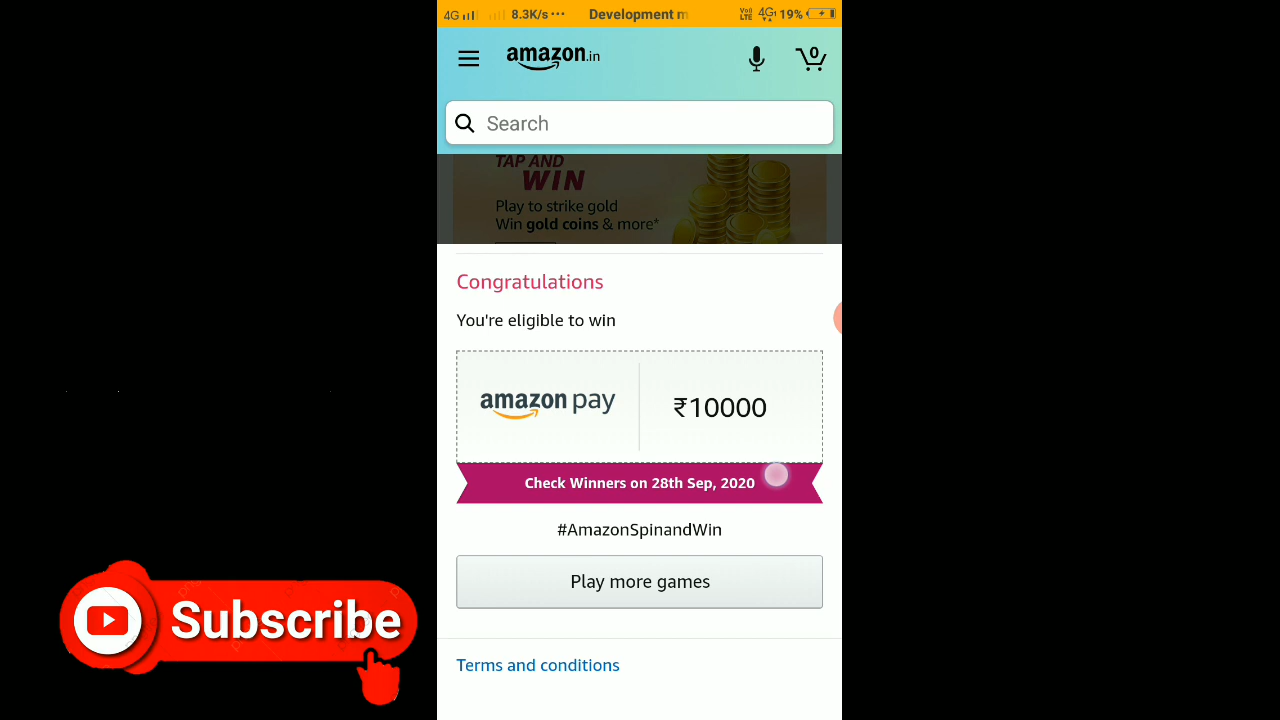 4G 8.3K/s ••• Development m VoLTE 4G 19%
amazon.in
0
Search
TAP AND
WIN
Play to strike gold
Win gold coins & more*
Congratulations
You're eligible to win
amazon pay
₹10000
Check Winners on 28th Sep, 2020
#AmazonSpinandWin
Play more games
Subscribe
Terms and conditions